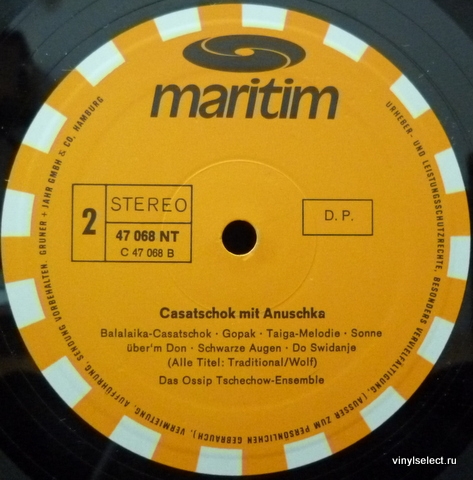 maritim
2
STEREO
47 068 NT
C 47 068 B
D. P.
Casatschok mit Anuschka
Balalaika-Casatschok · Gopak · Taiga-Melodie · Sonne
über'm Don · Schwarze Augen · Do Swidanje
(Alle Titel: Traditional/Wolf)
Das Ossip Tschechow-Ensemble
URHEBER- UND LEISTUNGSSCHUTZRECHTE, BESONDERS VERVIELFÄLTIGUNG, (AUSSER ZUM PERSÖNLICHEN GEBRAUCH), VERMIETUNG, AUFFÜHRUNG, SENDUNG VORBEHALTEN. GRUNER + JAHR GMBH & CO. HAMBURG
vinylselect.ru